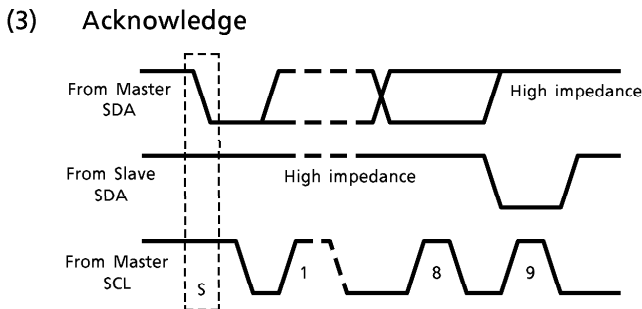 (3) Acknowledge
From Master
SDA
High impedance
From Slave
SDA
High impedance
From Master
SCL
S
1
8
9